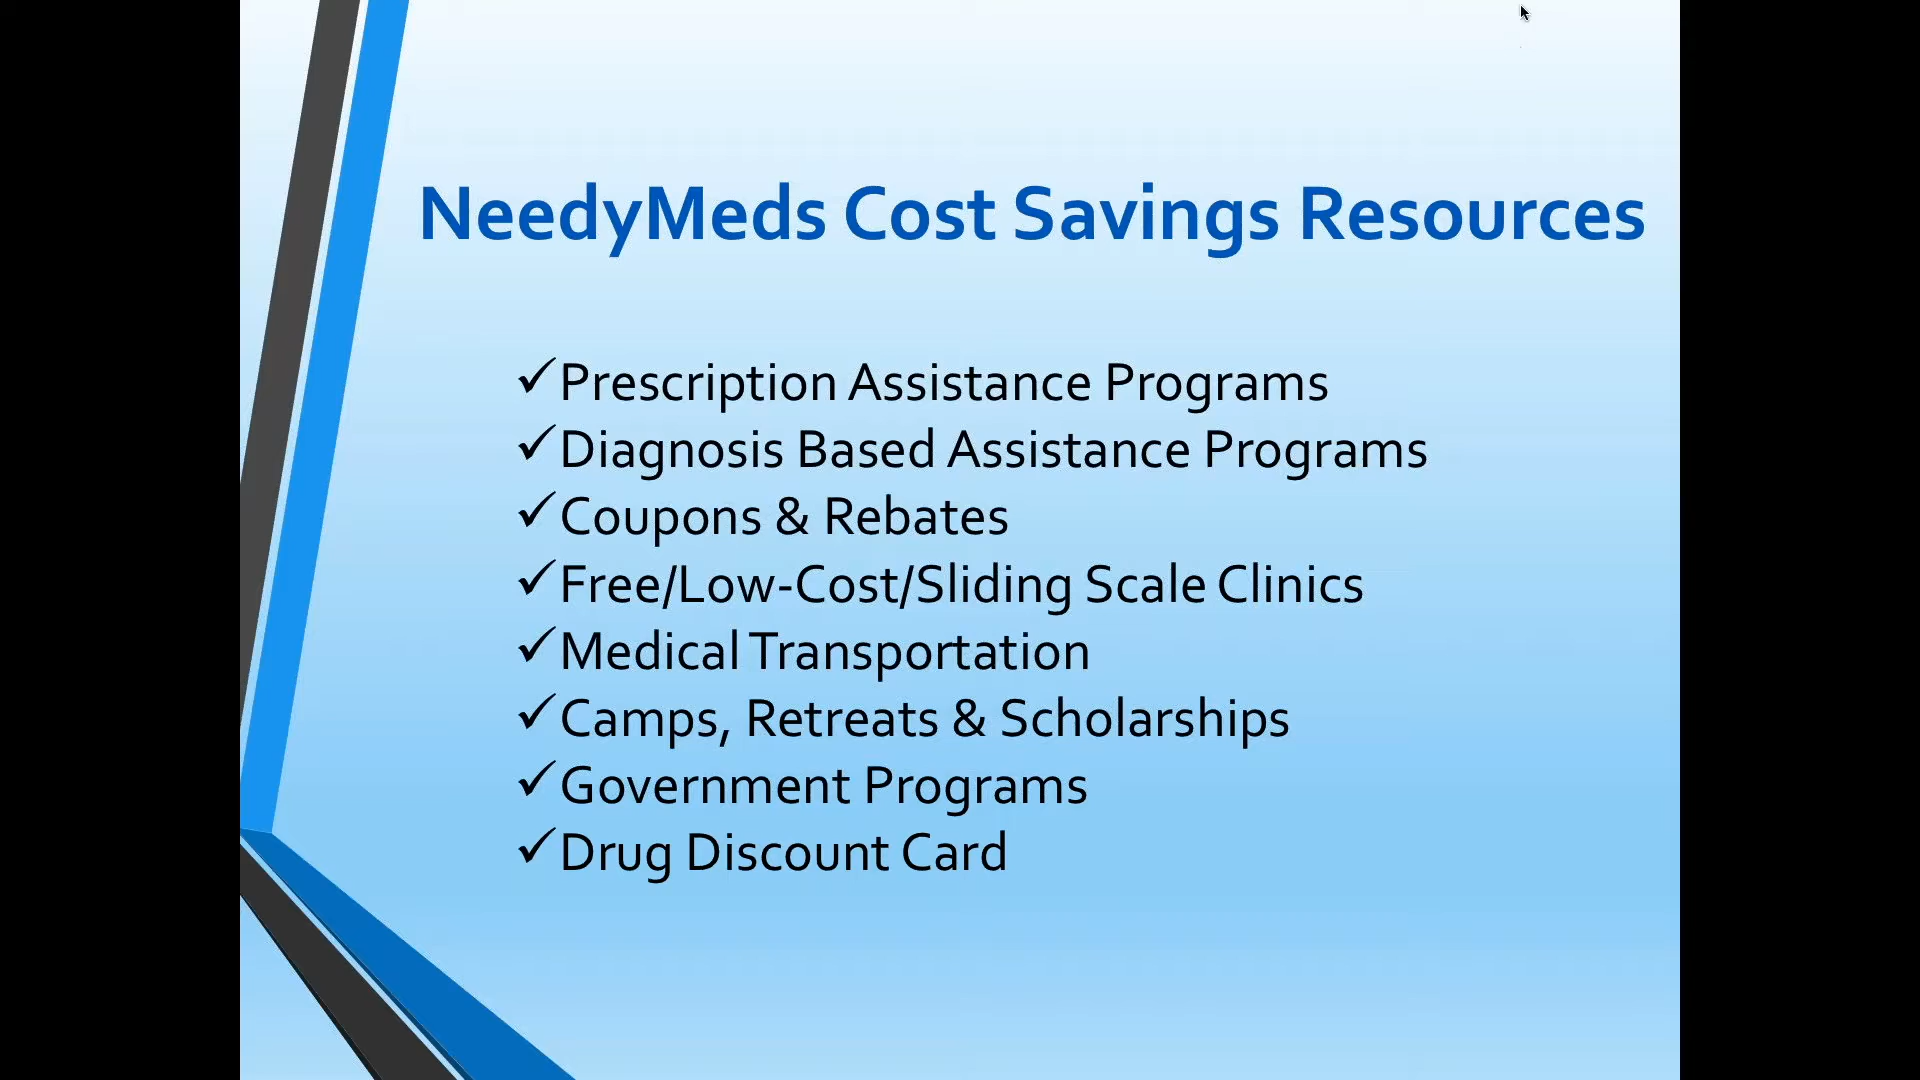 NeedyMeds Cost Savings Resources
✓Prescription Assistance Programs
✓Diagnosis Based Assistance Programs
✓Coupons & Rebates
✓Free/Low-Cost/Sliding Scale Clinics
✓Medical Transportation
✓Camps, Retreats & Scholarships
✓Government Programs
✓Drug Discount Card